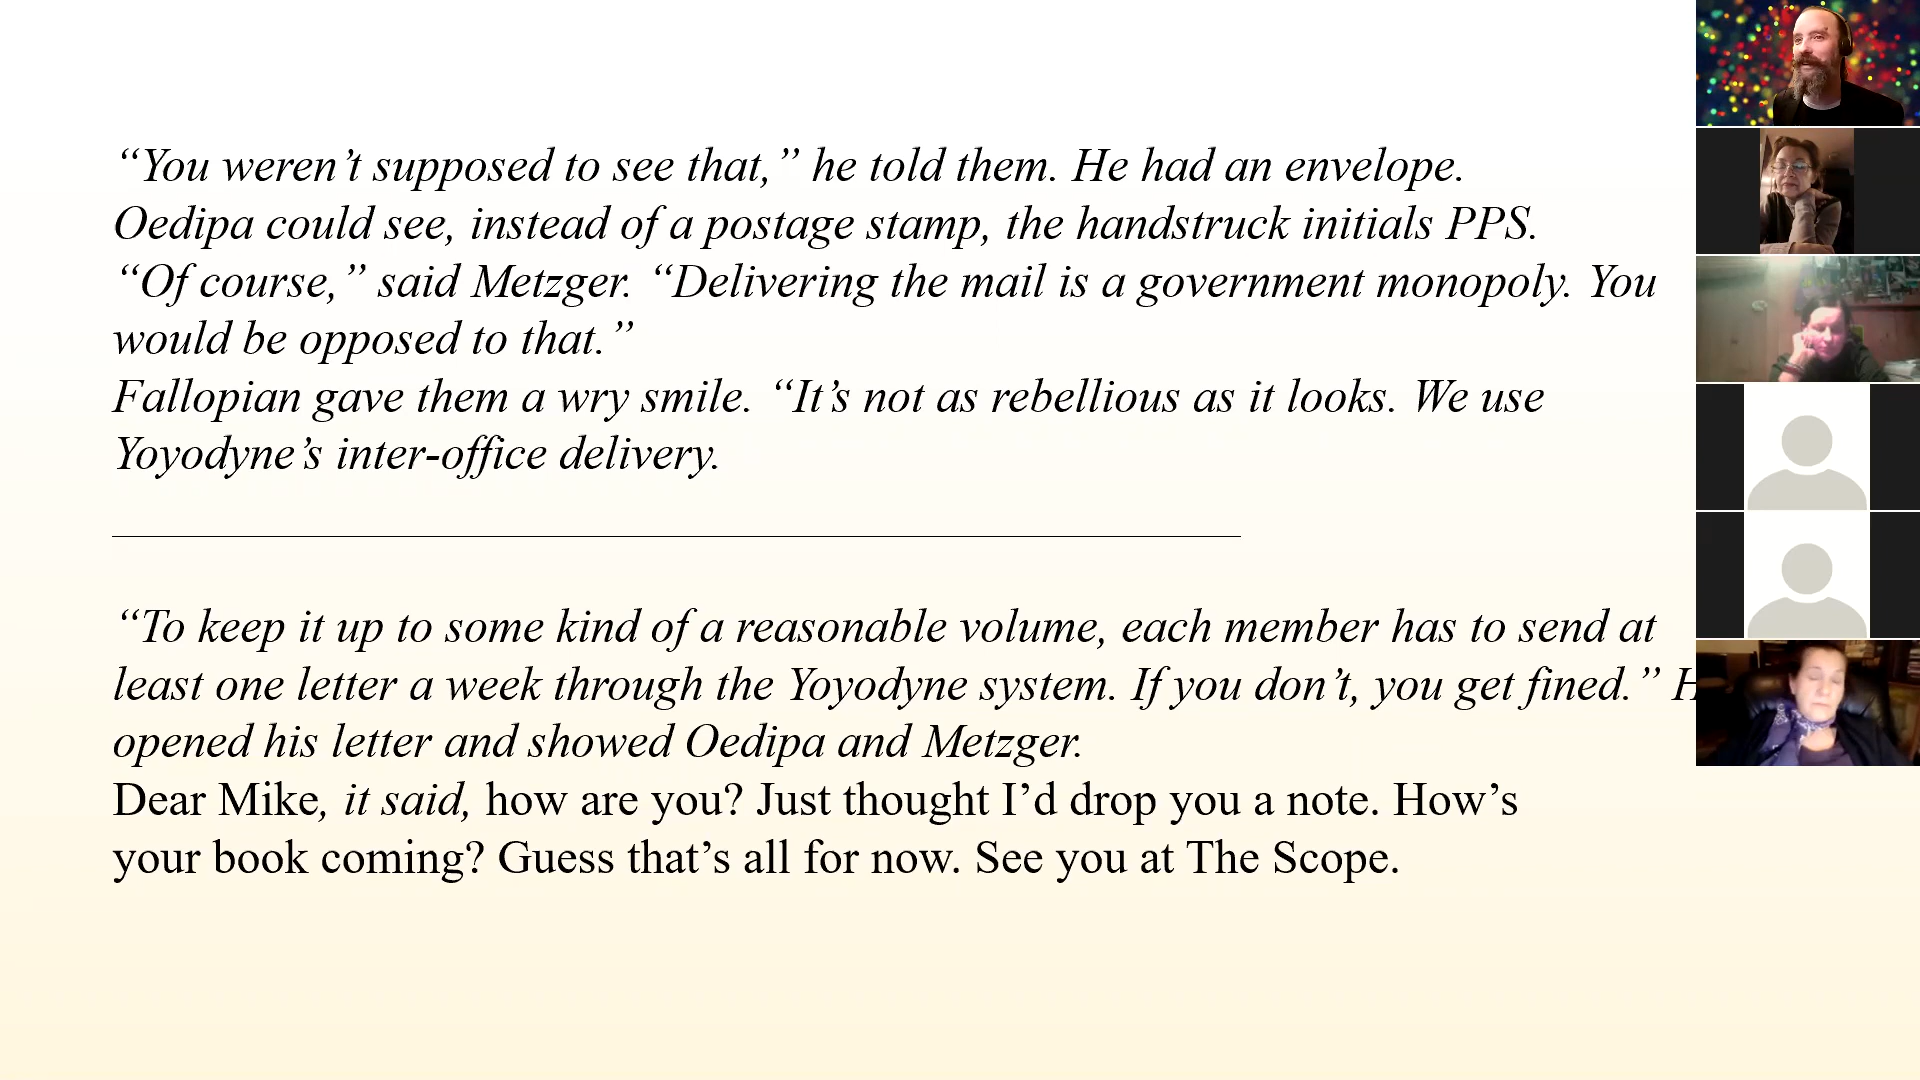 “You weren’t supposed to see that,” he told them. He had an envelope.
Oedipa could see, instead of a postage stamp, the handstruck initials PPS.
“Of course,” said Metzger. “Delivering the mail is a government monopoly. You
would be opposed to that.”
Fallopian gave them a wry smile. “It’s not as rebellious as it looks. We use
Yoyodyne’s inter-office delivery.
“To keep it up to some kind of a reasonable volume, each member has to send at
least one letter a week through the Yoyodyne system. If you don’t, you get fined.”
opened his letter and showed Oedipa and Metzger.
Dear Mike, it said, how are you? Just thought I’d drop you a note. How’s
your book coming? Guess that’s all for now. See you at The Scope.